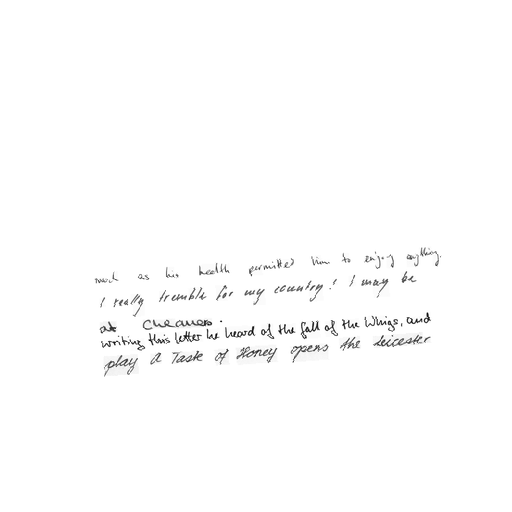 much as his health permitted him to enjoy anything.
I really tremble for my country! I may be
at
writing this letter he heard of the fall of the Whigs, and
play A Taste of Honey opens the Leicester